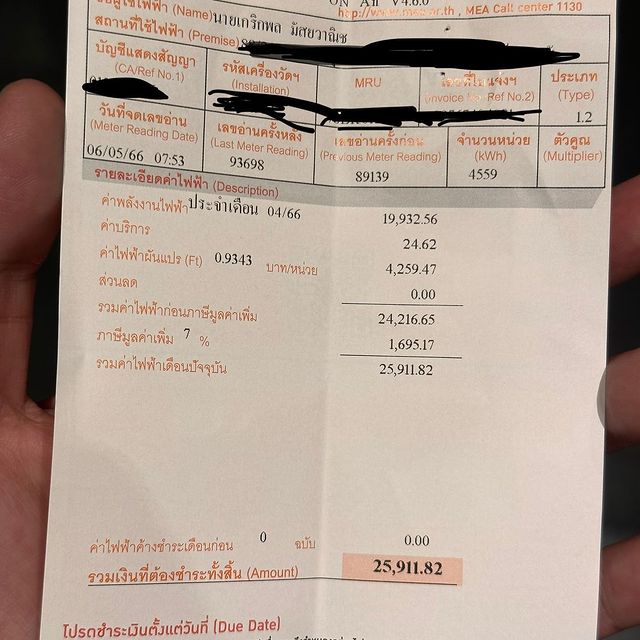 (Name) นายเกริกพล มัสยวาณิช
http://www.mea.or.th , MEA Call center 1130
สถานที่ใช้ไฟฟ้า (Premise)
บัญชีแสดงสัญญา (CA/Ref No.1)
รหัสเครื่องวัดฯ (Installation)
MRU
เลขที่ใบแจ้งฯ (Invoice No. Ref No.2)
ประเภท (Type)
1.2
วันที่จดเลขอ่าน (Meter Reading Date)
06/05/66 07:53
เลขอ่านครั้งหลัง (Last Meter Reading)
93698
เลขอ่านครั้งก่อน (Previous Meter Reading)
89139
จำนวนหน่วย (kWh)
4559
ตัวคูณ (Multiplier)
รายละเอียดค่าไฟฟ้า (Description)
ค่าพลังงานไฟฟ้า ประจำเดือน 04/66 19,932.56
ค่าบริการ 24.62
ค่าไฟฟ้าผันแปร (Ft) 0.9343 บาท/หน่วย 4,259.47
ส่วนลด 0.00
รวมค่าไฟฟ้าก่อนภาษีมูลค่าเพิ่ม 24,216.65
ภาษีมูลค่าเพิ่ม 7 % 1,695.17
รวมค่าไฟฟ้าเดือนปัจจุบัน 25,911.82
ค่าไฟฟ้าค้างชำระเดือนก่อน 0 ฉบับ 0.00
รวมเงินที่ต้องชำระทั้งสิ้น (Amount) 25,911.82
โปรดชำระเงินตั้งแต่วันที่ (Due Date)